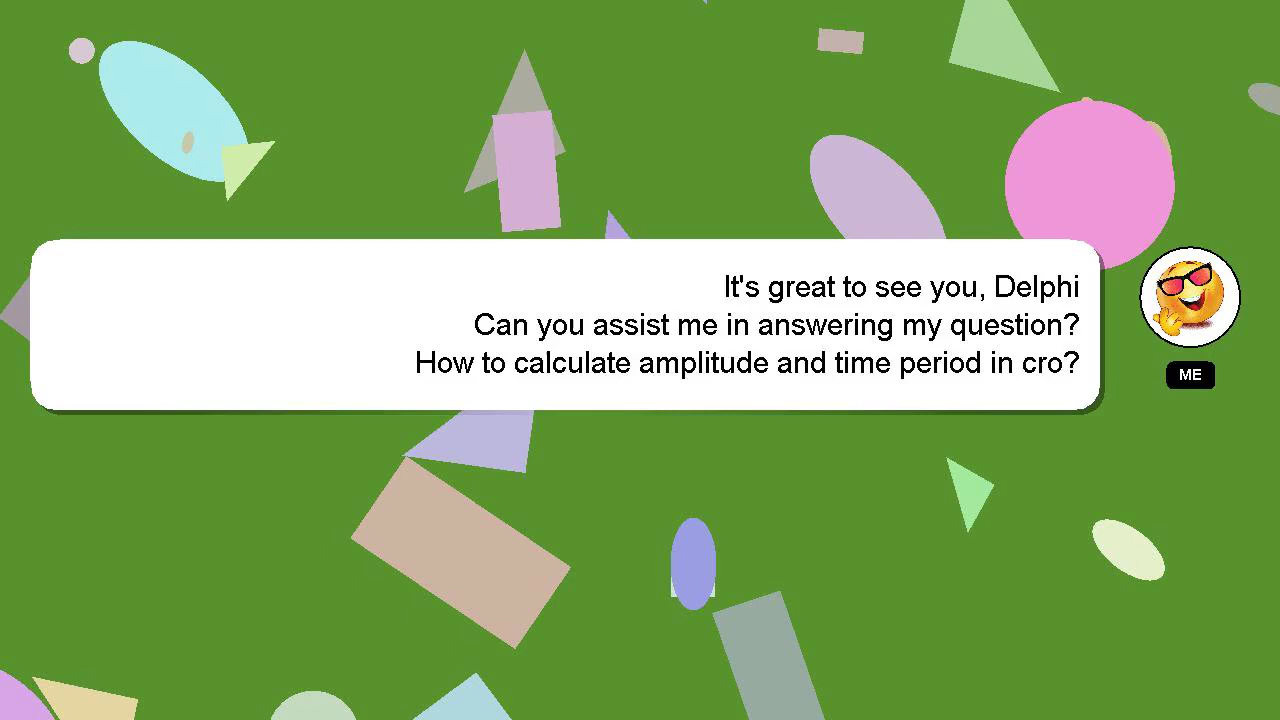 It's great to see you, Delphi
Can you assist me in answering my question?
How to calculate amplitude and time period in cro?
ME